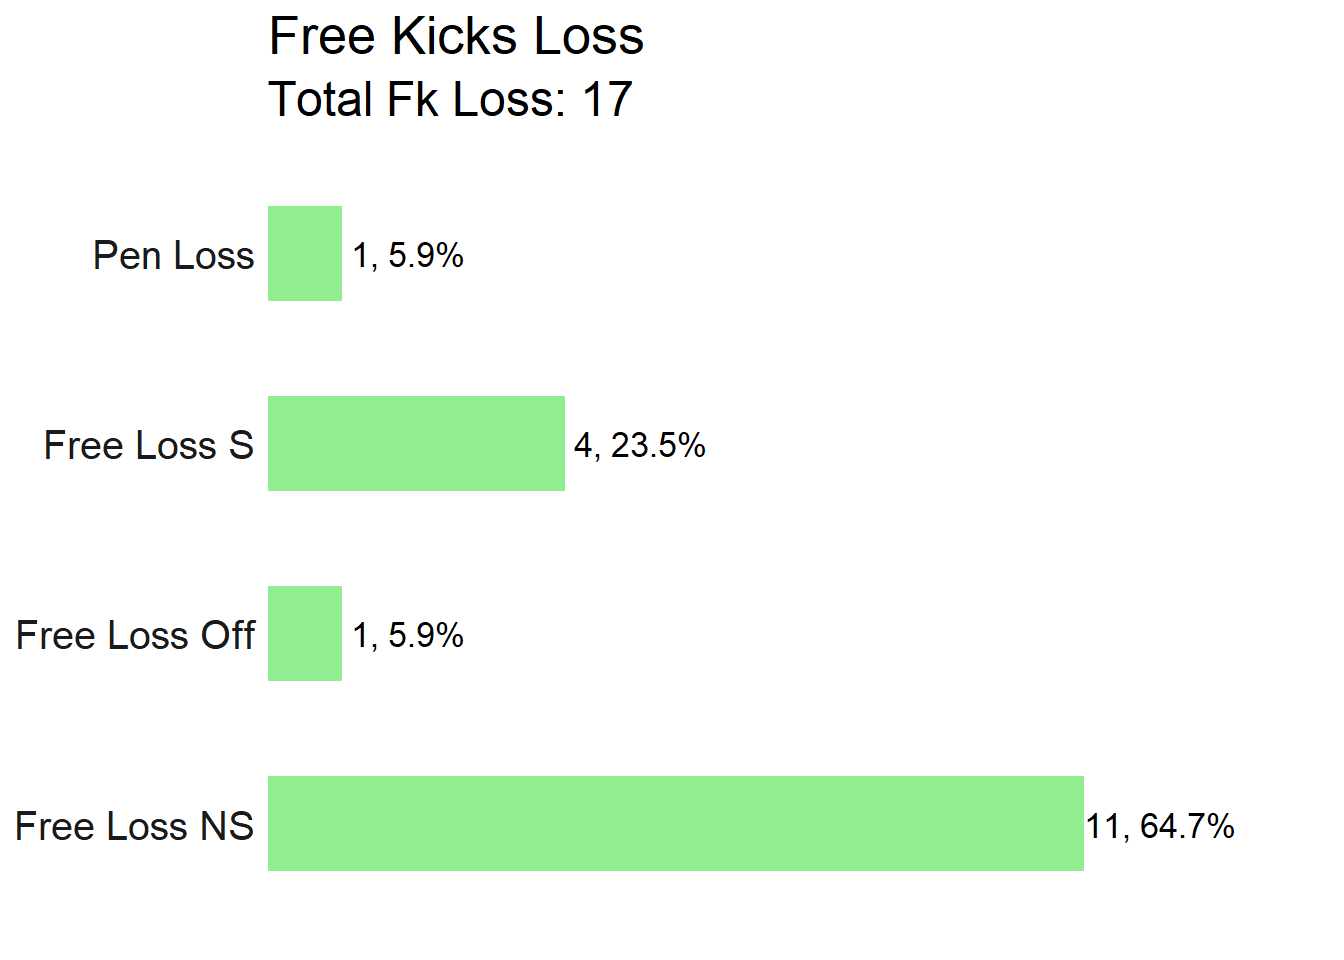 Free Kicks Loss
Total Fk Loss: 17
Pen Loss 1, 5.9%
Free Loss S 4, 23.5%
Free Loss Off 1, 5.9%
Free Loss NS 11, 64.7%